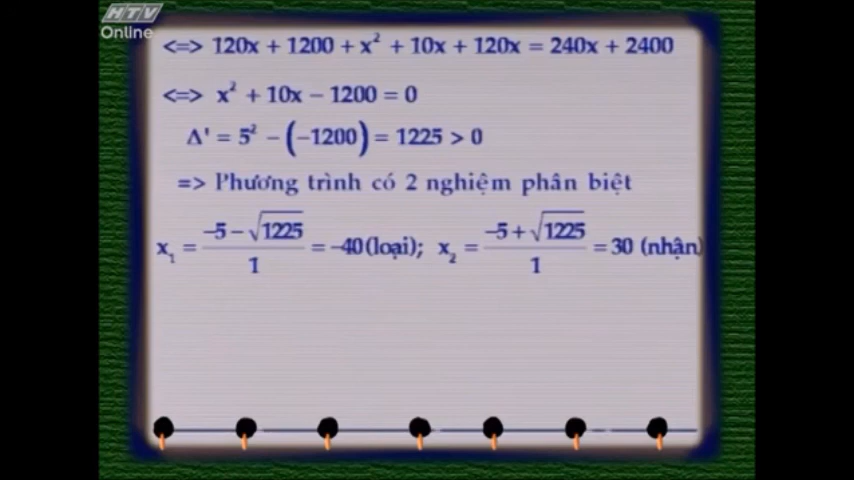 HTV
Online
<=> 120x + 1200 + x² + 10x + 120x = 240x + 2400
<=> x² + 10x – 1200 = 0
Δ' = 5² – (–1200) = 1225 > 0
=> Phương trình có 2 nghiệm phân biệt
x₁ = (–5 – √1225)/1 = –40 (loại); x₂ = (–5 + √1225)/1 = 30 (nhận)